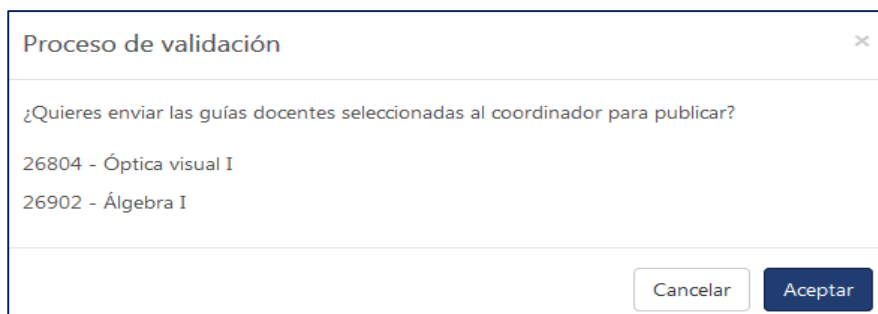 Proceso de validación
¿Quieres enviar las guías docentes seleccionadas al coordinador para publicar?
26804 - Óptica visual I
26902 - Álgebra I
Cancelar
Aceptar